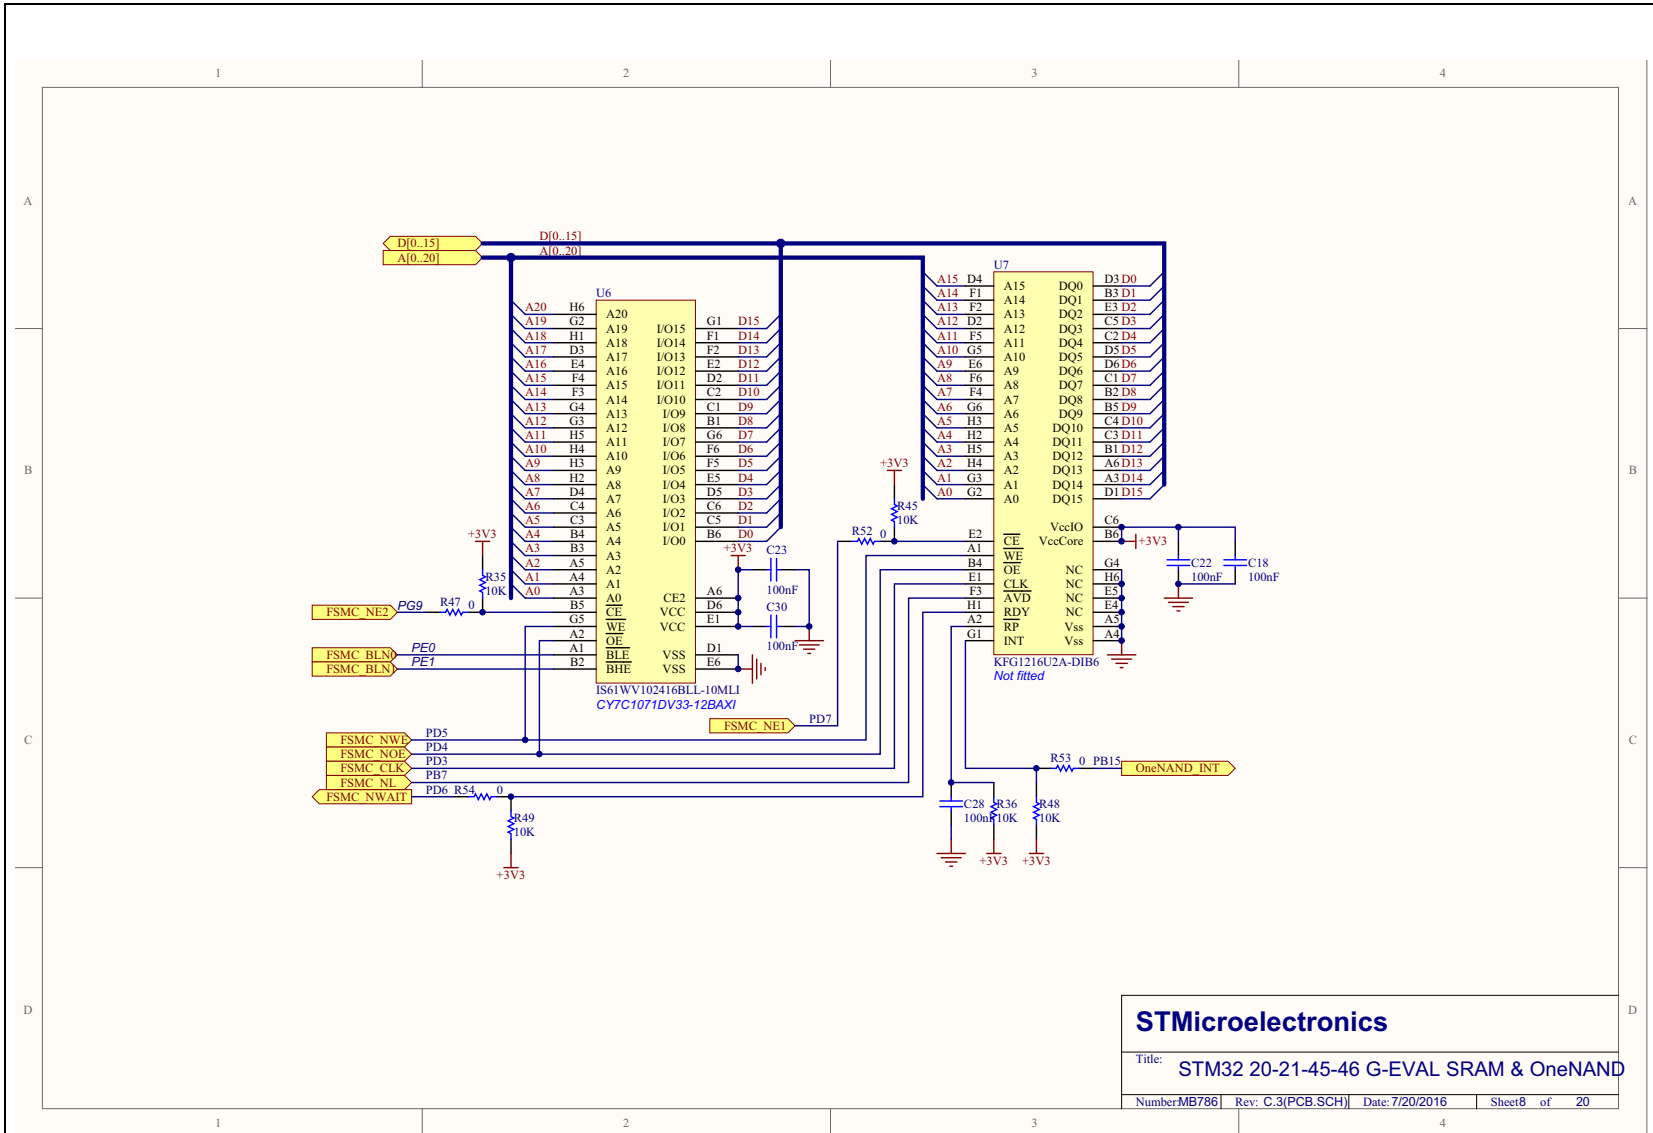 1 2 3 4
A A
D[0..15] D[0..15]
A[0..20] A[0..20]
U6
A20 H6 A20
A19 G2 A19 I/O15 G1 D15
A18 H1 A18 I/O14 F1 D14
A17 D3 A17 I/O13 F2 D13
A16 E4 A16 I/O12 E2 D12
A15 F4 A15 I/O11 D2 D11
A14 F3 A14 I/O10 C2 D10
A13 G4 A13 I/O9 C1 D9
A12 G3 A12 I/O8 B1 D8
A11 H5 A11 I/O7 G6 D7
A10 H4 A10 I/O6 F6 D6
A9 H3 A9 I/O5 F5 D5
A8 H2 A8 I/O4 E5 D4
A7 D4 A7 I/O3 D5 D3
A6 C4 A6 I/O2 C6 D2
A5 C3 A5 I/O1 C5 D1
A4 B4 A4 I/O0 B6 D0
A3 B3 A3
A2 A5 A2
A1 A4 A1
A0 A3 A0 CE2 A6
B5 CE VCC D6
G5 WE VCC E1
A2 OE
A1 BLE VSS D1
B2 BHE VSS E6
IS61WV102416BLL-10MLI
CY7C1071DV33-12BAXI
+3V3
R35
10K
FSMC_NE2 PG9 R47 0
FSMC_BLN0 PE0
FSMC_BLN1 PE1
+3V3
C23
100nF
C30
100nF
U7
A15 D4 A15 DQ0 D3 D0
A14 F1 A14 DQ1 B3 D1
A13 F2 A13 DQ2 E3 D2
A12 D2 A12 DQ3 C5 D3
A11 F5 A11 DQ4 C2 D4
A10 G5 A10 DQ5 D5 D5
A9 E6 A9 DQ6 D6 D6
A8 F6 A8 DQ7 C1 D7
A7 F4 A7 DQ8 B2 D8
A6 G6 A6 DQ9 B5 D9
A5 H3 A5 DQ10 C4 D10
A4 H2 A4 DQ11 C3 D11
A3 H5 A3 DQ12 B1 D12
A2 H4 A2 DQ13 A6 D13
A1 G3 A1 DQ14 A3 D14
A0 G2 A0 DQ15 D1 D15
VccIO C6
E2 CE VccCore B6 +3V3
A1 WE
B4 OE NC G4
E1 CLK NC H6
F3 AVD NC E5
H1 RDY NC E4
A2 RP Vss A5
G1 INT Vss A4
KFG1216U2A-DIB6
Not fitted
+3V3
R45
10K
R52 0
C22
100nF
C18
100nF
B B
FSMC_NE1 PD7
FSMC_NWE PD5
FSMC_NOE PD4
FSMC_CLK PD3
FSMC_NL PB7
FSMC_NWAIT PD6 R54 0
R49
10K
+3V3
R53 0 PB15 OneNAND_INT
C28
100nF
R36
10K
+3V3
R48
10K
+3V3
C C
D D
STMicroelectronics
Title: STM32 20-21-45-46 G-EVAL SRAM & OneNAND
Number:MB786 Rev: C.3(PCB.SCH) Date:7/20/2016 Sheet8 of 20
1 2 3 4